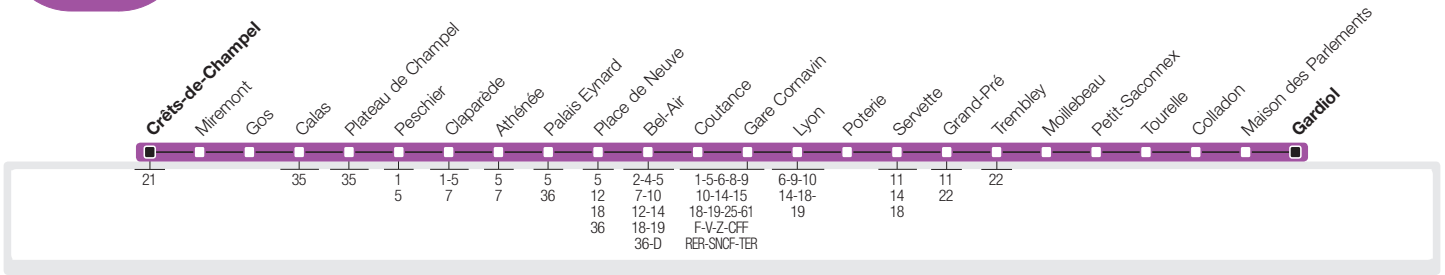 Crêts-de-Champel
Miremont
Gos
Calas
Plateau de Champel
Peschier
Claparède
Athénée
Palais Eynard
Place de Neuve
Bel-Air
Coutance
Gare Cornavin
Lyon
Poterie
Servette
Grand-Pré
Trembley
Moillebeau
Petit-Saconnex
Tourelle
Colladon
Maison des Parlements
Gardiol
21
35
35
1
5
1-5
7
5
7
5
36
5
12
18
36
2-4-5
7-10
12-14
18-19
36-D
1-5-6-8-9
10-14-15
18-19-25-61
F-V-Z-CFF
RER-SNCF-TER
6-9-10
14-18-
19
11
14
18
11
22
22